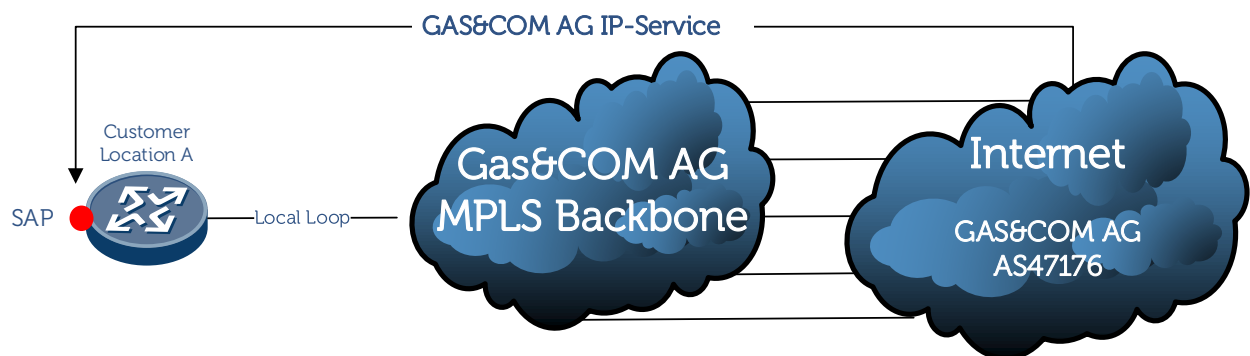 GAS&COM AG IP-Service
Customer
Location A
SAP
Local Loop
Gas&COM AG
MPLS Backbone
Internet
GAS&COM AG
AS47176